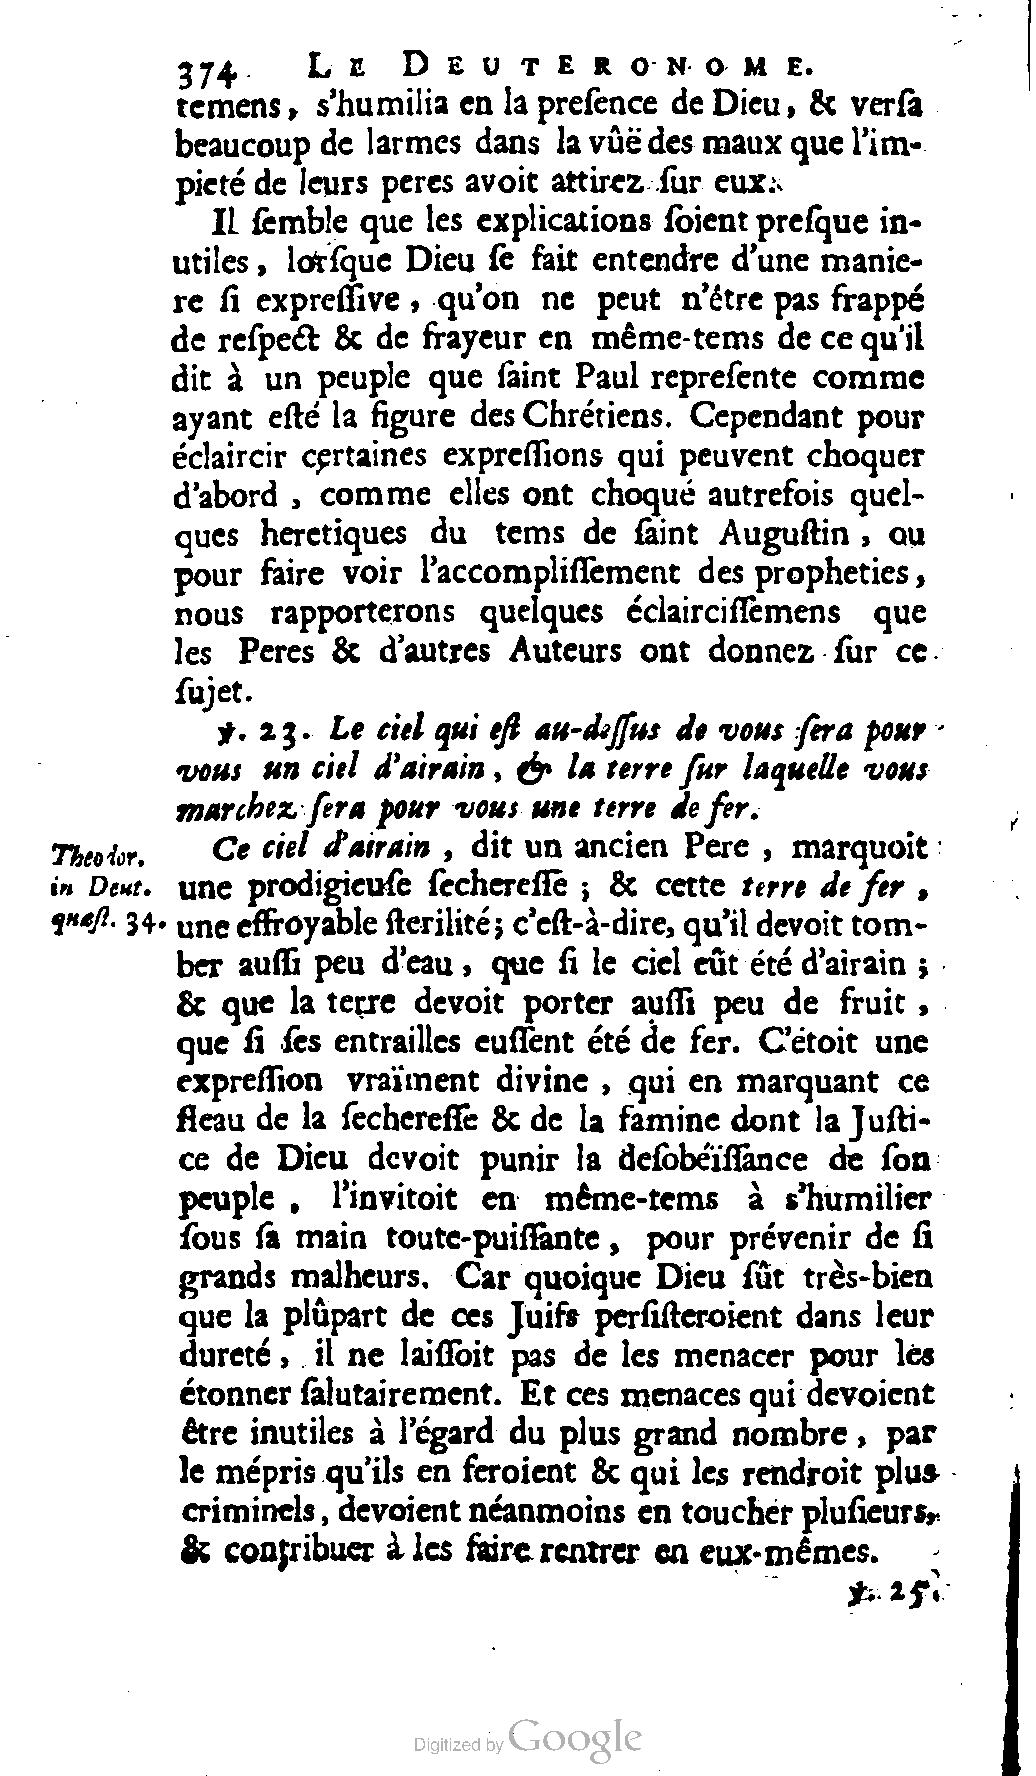 374 LE DEUTERONOME.
temens, s'humilia en la preſence de Dieu, & verſa
beaucoup de larmes dans la vûë des maux que l'im-
pieté de leurs peres avoit attirez ſur eux.
Il ſemble que les explications ſoient preſque in-
utiles, lorſque Dieu ſe fait entendre d'une manie-
re ſi expreſſive, qu'on ne peut n'être pas frappé
de reſpect & de frayeur en même-tems de ce qu'il
dit à un peuple que ſaint Paul repreſente comme
ayant eſté la figure des Chrétiens. Cependant pour
éclaircir certaines expreſſions qui peuvent choquer
d'abord, comme elles ont choqué autrefois quel-
ques heretiques du tems de ſaint Auguſtin, ou
pour faire voir l'accompliſſement des propheties,
nous rapporterons quelques éclairciſſemens que
les Peres & d'autres Auteurs ont donnez ſur ce
ſujet.
℣. 23. Le ciel qui eſt au-deſſus de vous ſera pour
vous un ciel d'airain, & la terre ſur laquelle vous
marchez ſera pour vous une terre de fer.
Theodor.
in Deut.
quæſt. 34.
Ce ciel d'airain, dit un ancien Pere, marquoit
une prodigieuſe ſechereſſe; & cette terre de fer,
une effroyable ſterilité; c'eſt-à-dire, qu'il devoit tom-
ber auſſi peu d'eau, que ſi le ciel eût été d'airain;
& que la terre devoit porter auſſi peu de fruit,
que ſi ſes entrailles euſſent été de fer. C'étoit une
expreſſion vraïment divine, qui en marquant ce
fleau de la ſechereſſe & de la famine dont la Juſti-
ce de Dieu devoit punir la deſobéïſſance de ſon
peuple, l'invitoit en même-tems à s'humilier
ſous ſa main toute-puiſſante, pour prévenir de ſi
grands malheurs. Car quoique Dieu ſût très-bien
que la plûpart de ces Juifs perſiſteroient dans leur
dureté, il ne laiſſoit pas de les menacer pour les
étonner ſalutairement. Et ces menaces qui devoient
être inutiles à l'égard du plus grand nombre, par
le mépris qu'ils en feroient & qui les rendroit plus
criminels, devoient néanmoins en toucher pluſieurs,
& contribuer à les faire rentrer en eux-mêmes.
℣. 25.
Digitized by Google